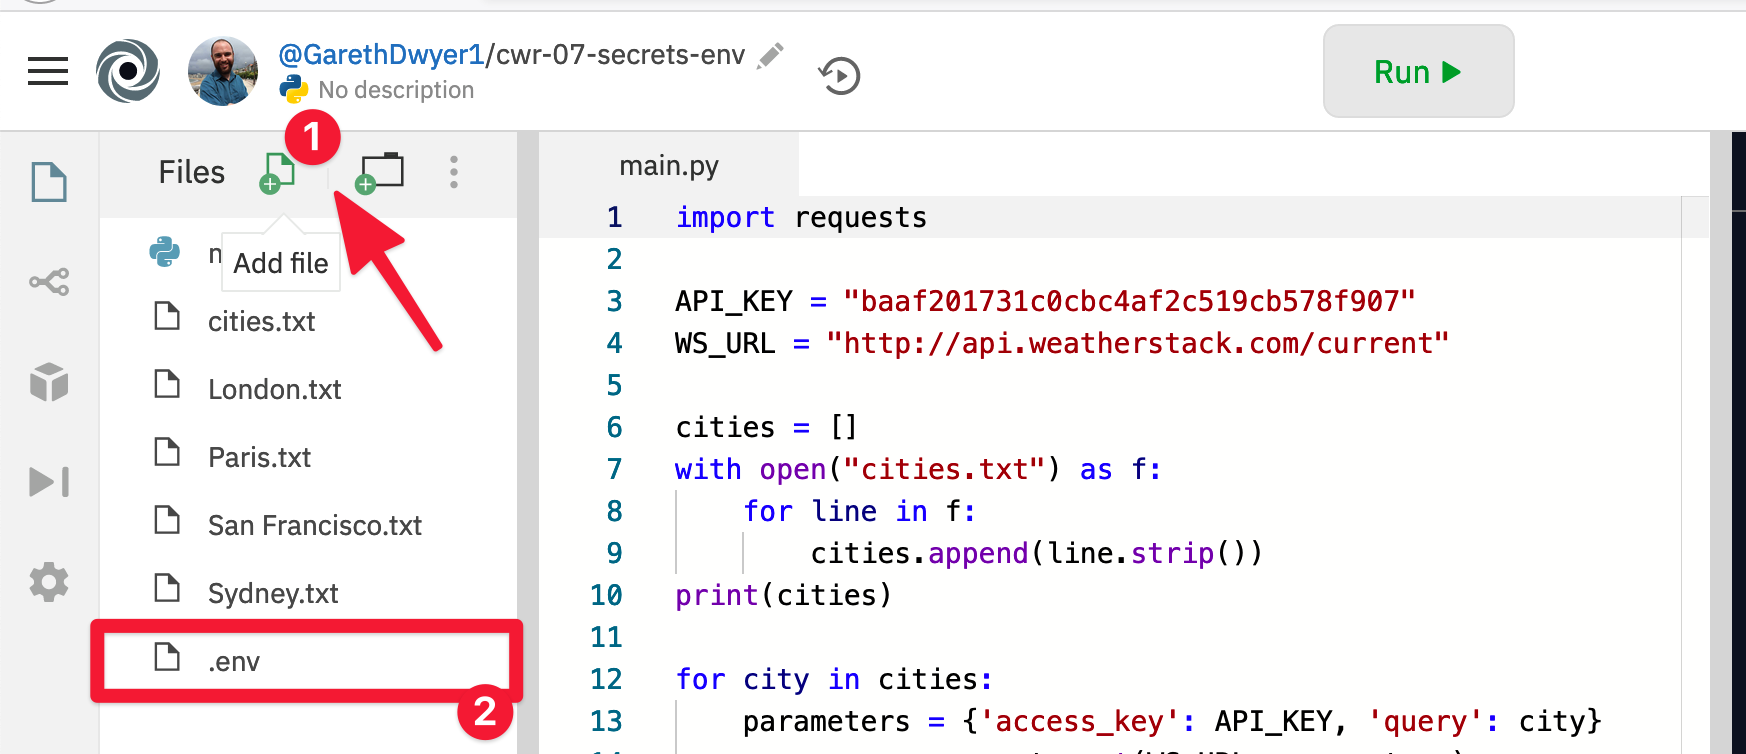 @GarethDwyer1/cwr-07-secrets-env
No description
Run
1
Files
main.py
Add file
cities.txt
London.txt
Paris.txt
San Francisco.txt
Sydney.txt
.env
2
1 import requests
2
3 API_KEY = "baaf201731c0cbc4af2c519cb578f907"
4 WS_URL = "http://api.weatherstack.com/current"
5
6 cities = []
7 with open("cities.txt") as f:
8 for line in f:
9 cities.append(line.strip())
10 print(cities)
11
12 for city in cities:
13 parameters = {'access_key': API_KEY, 'query': city}